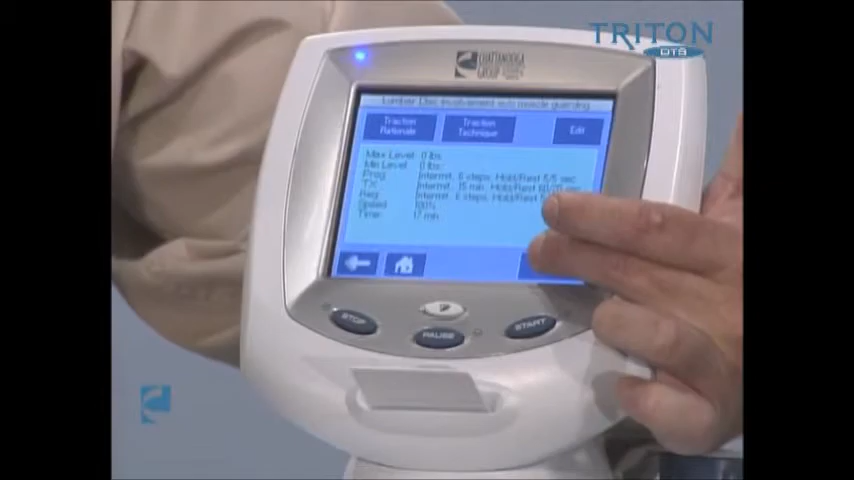 TRITON
DTS
CHATTANOOGA
GROUP
Lumbar Disc involvement w/o muscle guarding
Traction Rationale
Traction Technique
Edit
Max Level: 0 lbs.
Min Level: 0 lbs.
Prog: Intermit. 6 steps. Hold/Rest 5/5 sec.
TX: Intermit. 15 min. Hold/Rest 60/20 sec.
Reg: Intermit. 6 steps. Hold/Rest
Speed: 100%
Time: 17 min.
STOP
PAUSE
START